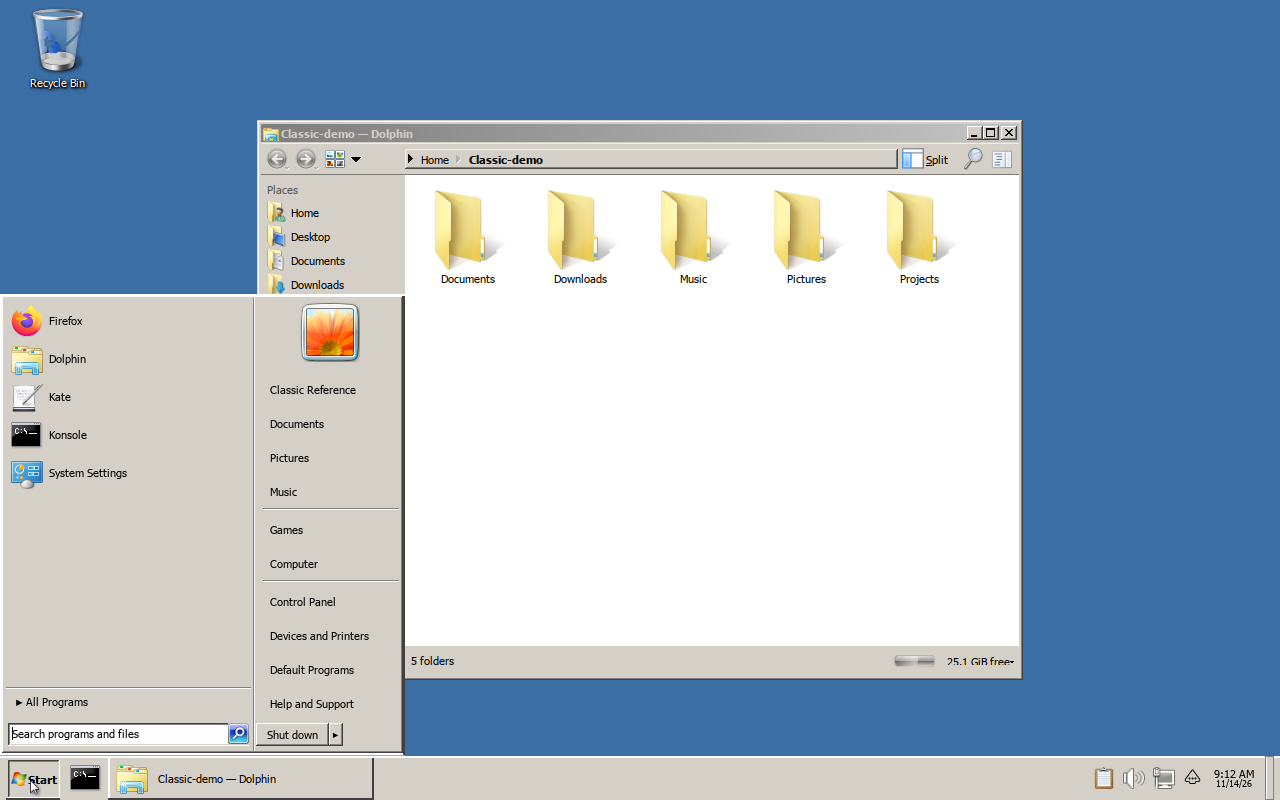 Recycle Bin
Classic-demo — Dolphin
Home Classic-demo
Split
Places
Home
Desktop
Documents
Downloads
Documents
Downloads
Music
Pictures
Projects
5 folders
25.1 GiB free
Firefox
Dolphin
Kate
Konsole
System Settings
All Programs
Search programs and files
Classic Reference
Documents
Pictures
Music
Games
Computer
Control Panel
Devices and Printers
Default Programs
Help and Support
Shut down
Start
C:\
Classic-demo — Dolphin
9:12 AM
11/14/26